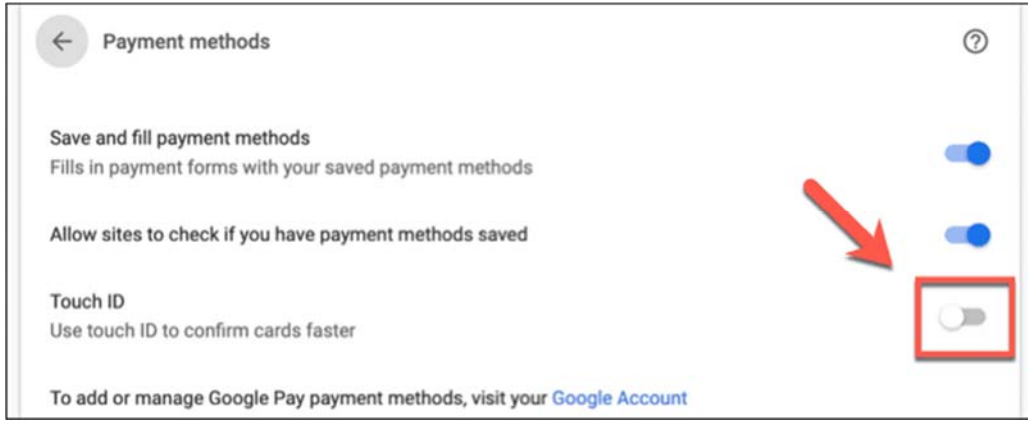 Payment methods
Save and fill payment methods
Fills in payment forms with your saved payment methods
Allow sites to check if you have payment methods saved
Touch ID
Use touch ID to confirm cards faster
To add or manage Google Pay payment methods, visit your Google Account